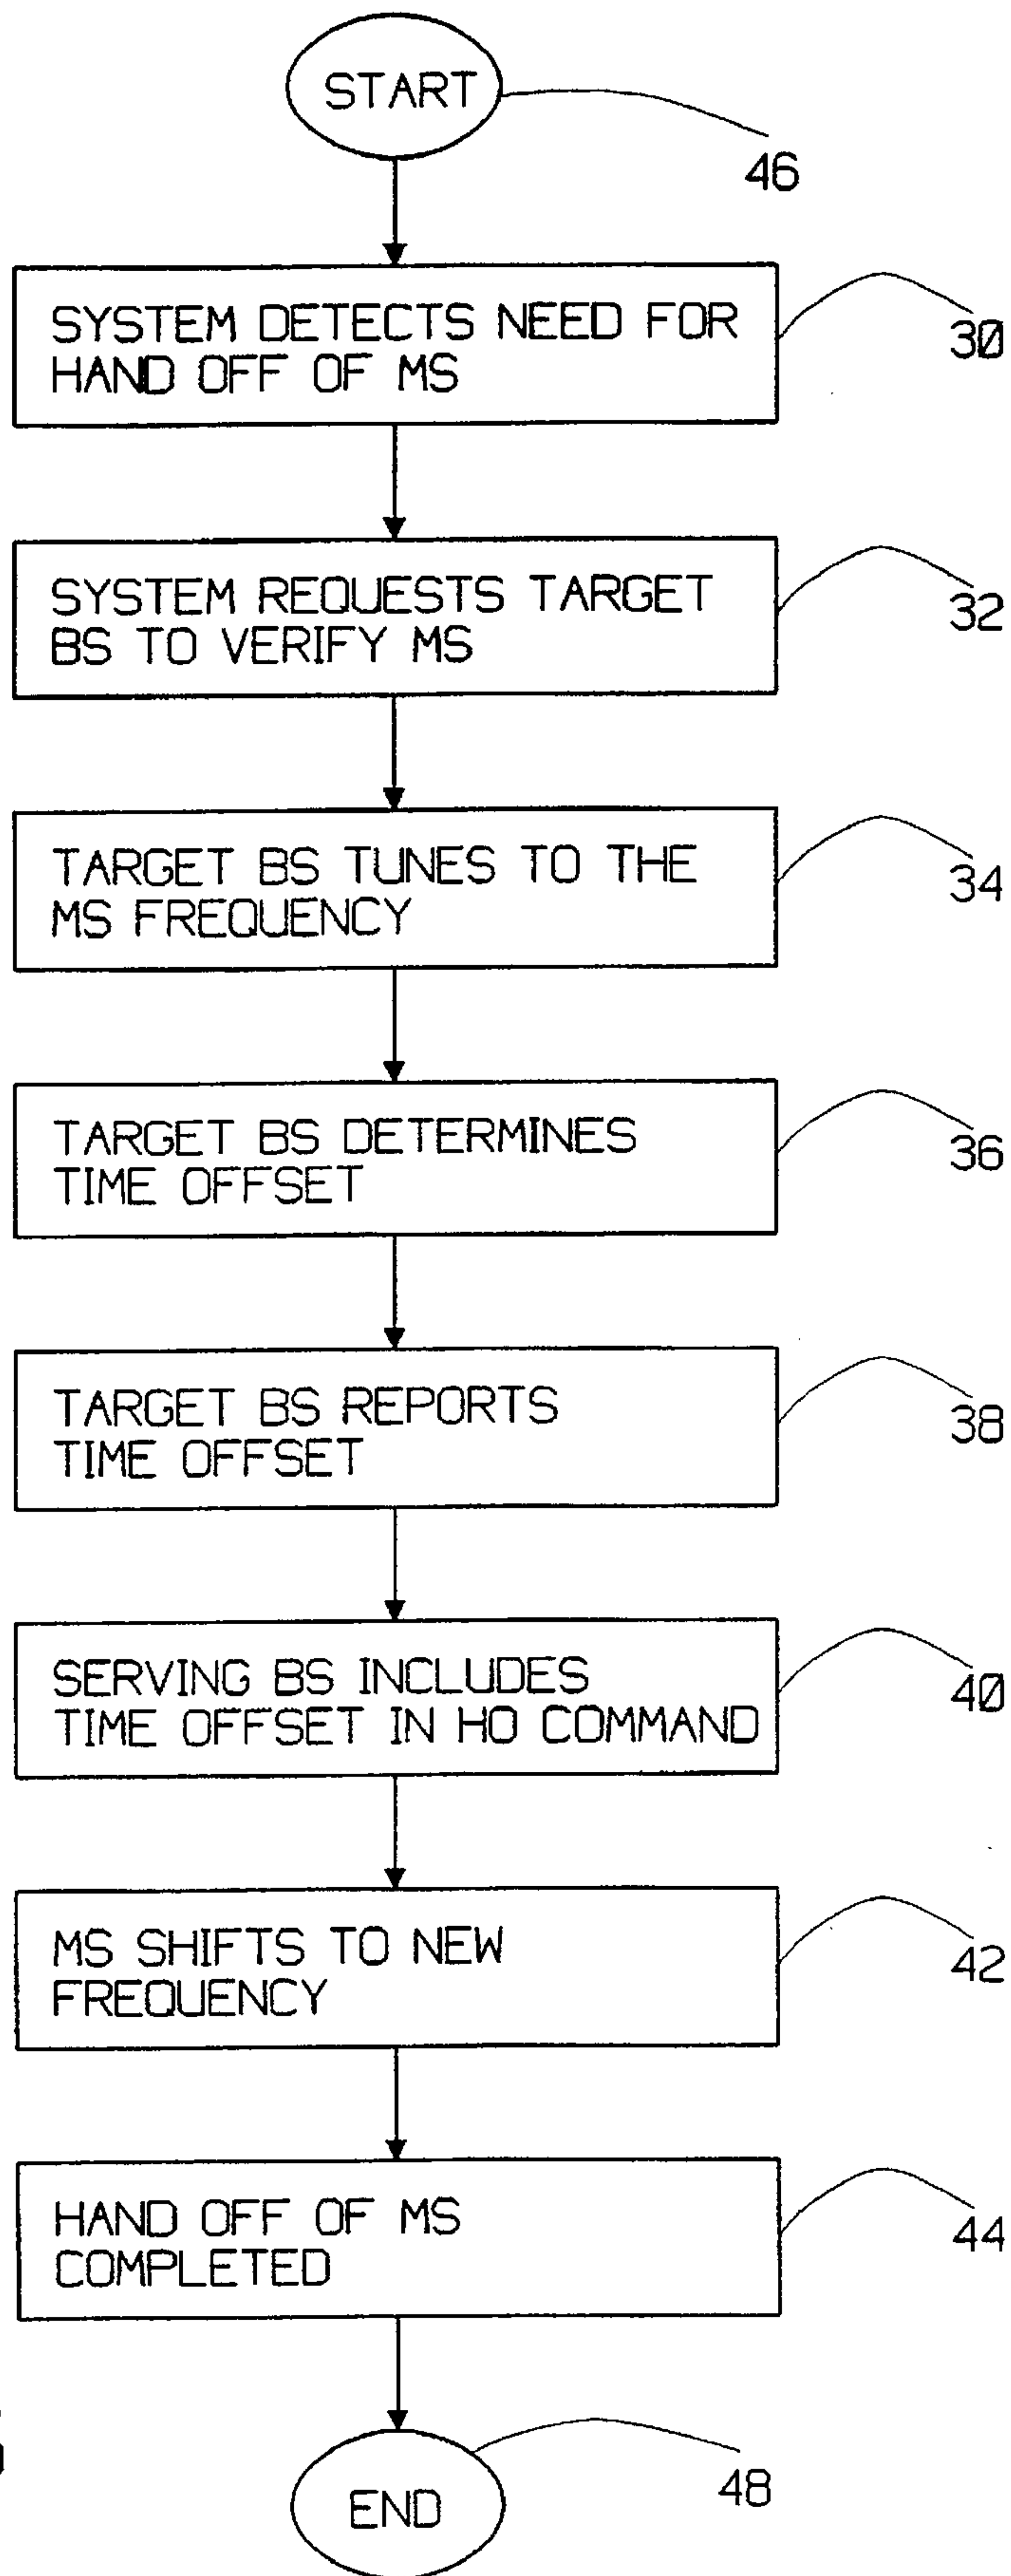 START
46
SYSTEM DETECTS NEED FOR
HAND OFF OF MS
30
SYSTEM REQUESTS TARGET
BS TO VERIFY MS
32
TARGET BS TUNES TO THE
MS FREQUENCY
34
TARGET BS DETERMINES
TIME OFFSET
36
TARGET BS REPORTS
TIME OFFSET
38
SERVING BS INCLUDES
TIME OFFSET IN HO COMMAND
40
MS SHIFTS TO NEW
FREQUENCY
42
HAND OFF OF MS
COMPLETED
44
END
48